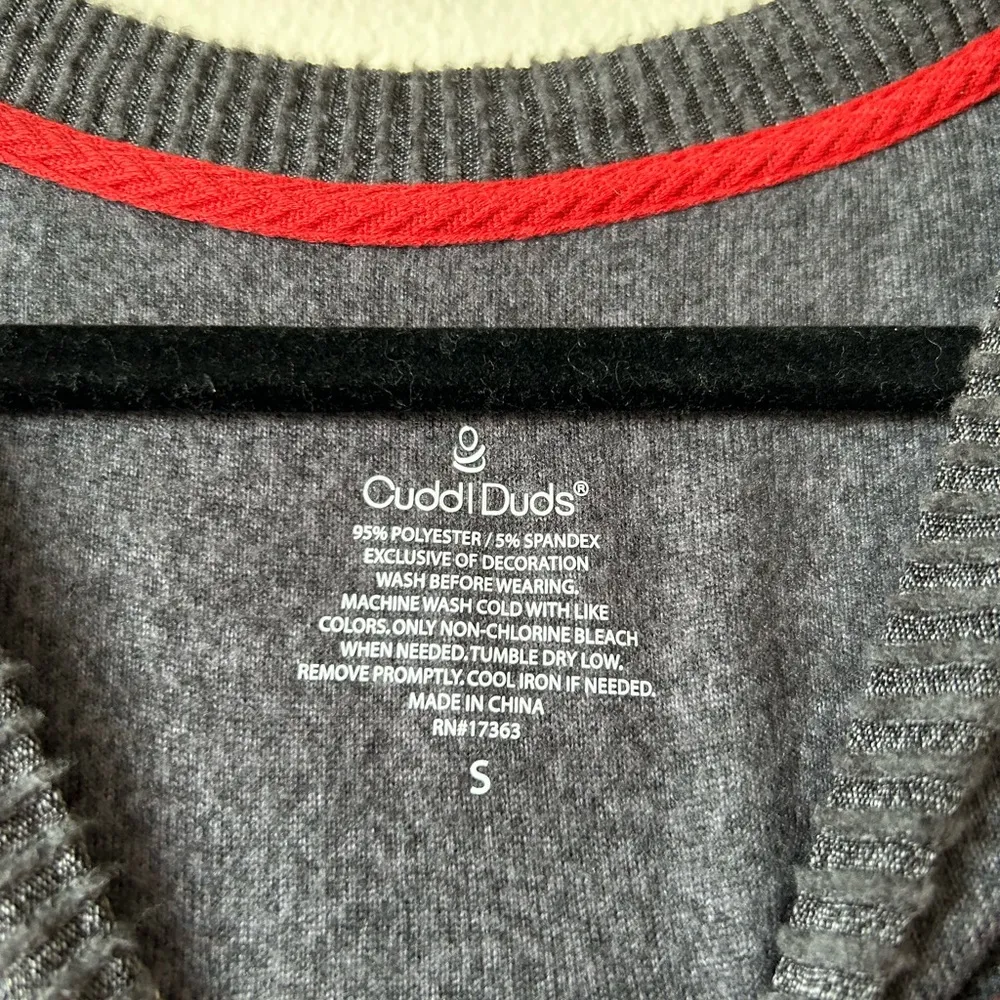 Cuddl Duds®
95% POLYESTER / 5% SPANDEX
EXCLUSIVE OF DECORATION
WASH BEFORE WEARING.
MACHINE WASH COLD WITH LIKE
COLORS. ONLY NON-CHLORINE BLEACH
WHEN NEEDED. TUMBLE DRY LOW.
REMOVE PROMPTLY. COOL IRON IF NEEDED.
MADE IN CHINA
RN#17363
S